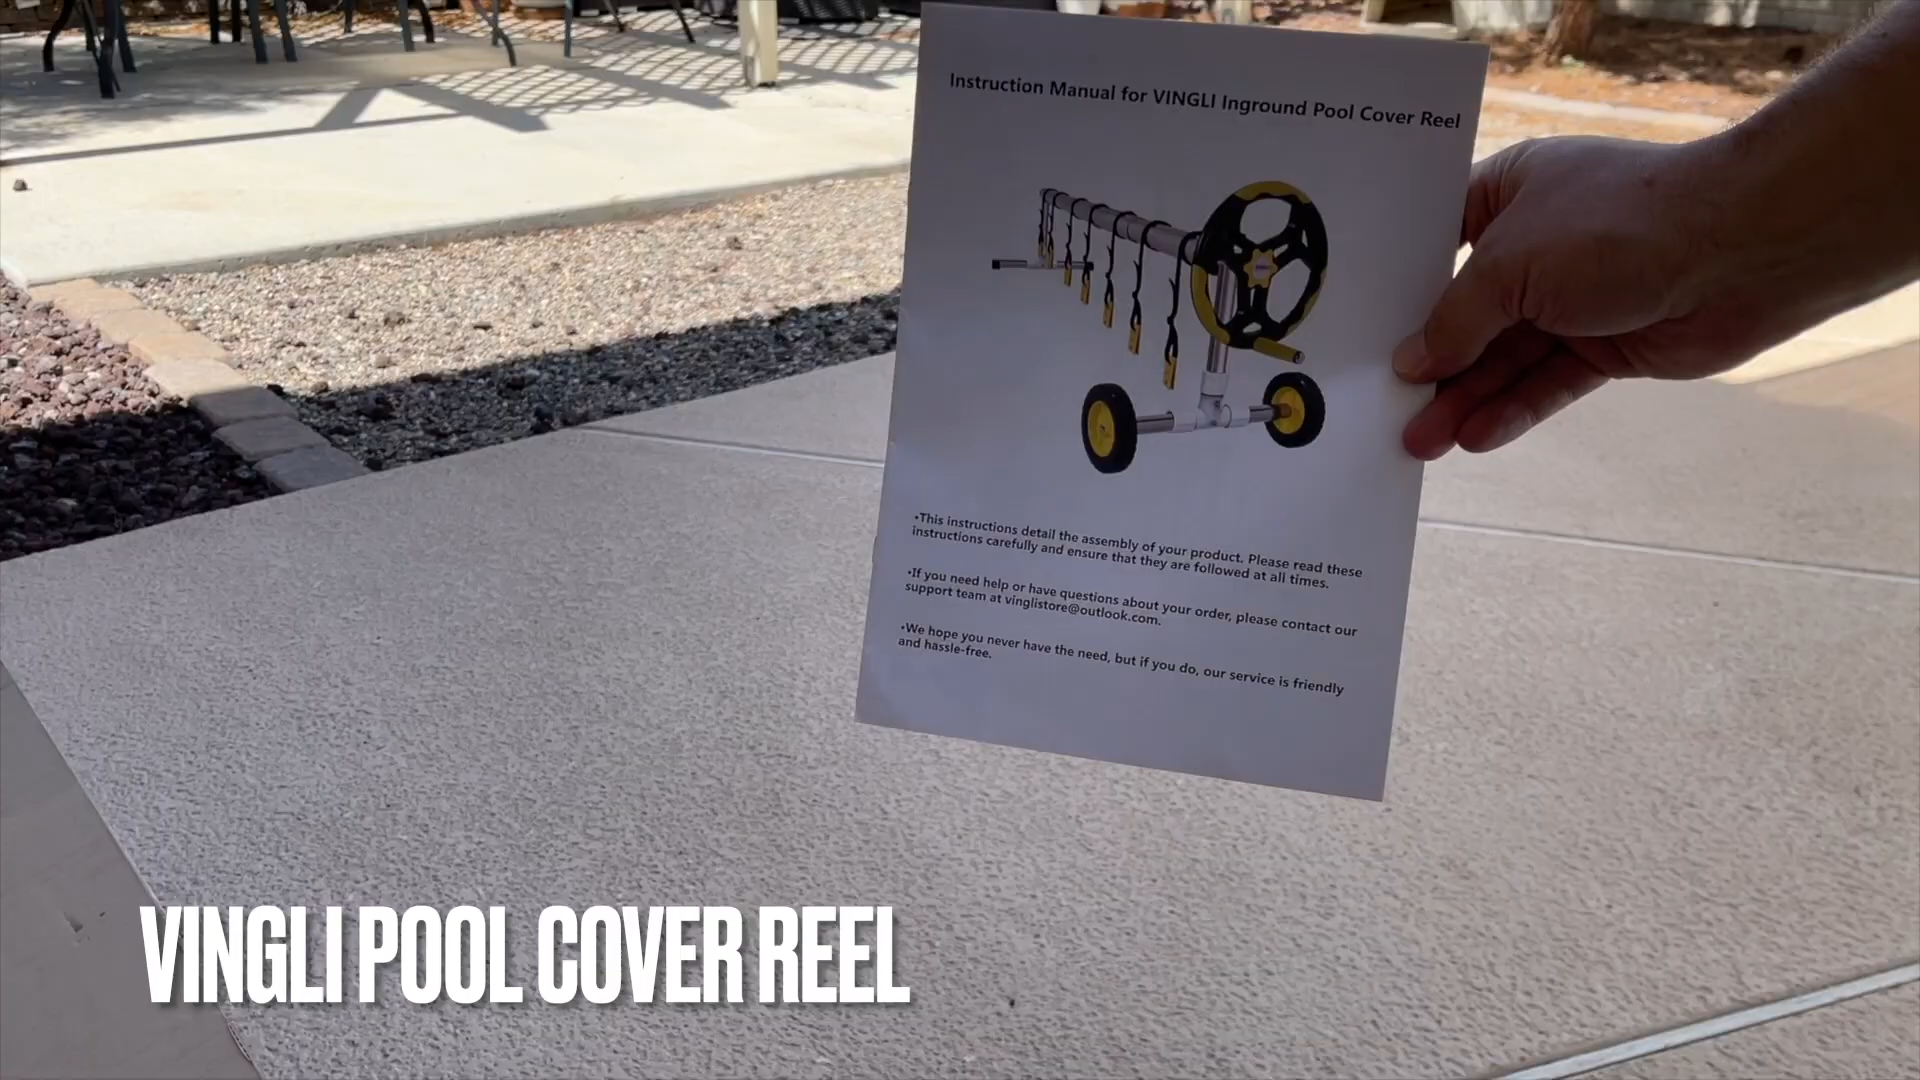 Instruction Manual for VINGLI Inground Pool Cover Reel
•This instructions detail the assembly of your product. Please read these
instructions carefully and ensure that they are followed at all times.
•If you need help or have questions about your order, please contact our
support team at vinglistore@outlook.com.
•We hope you never have the need, but if you do, our service is friendly
and hassle-free.
VINGLI POOL COVER REEL